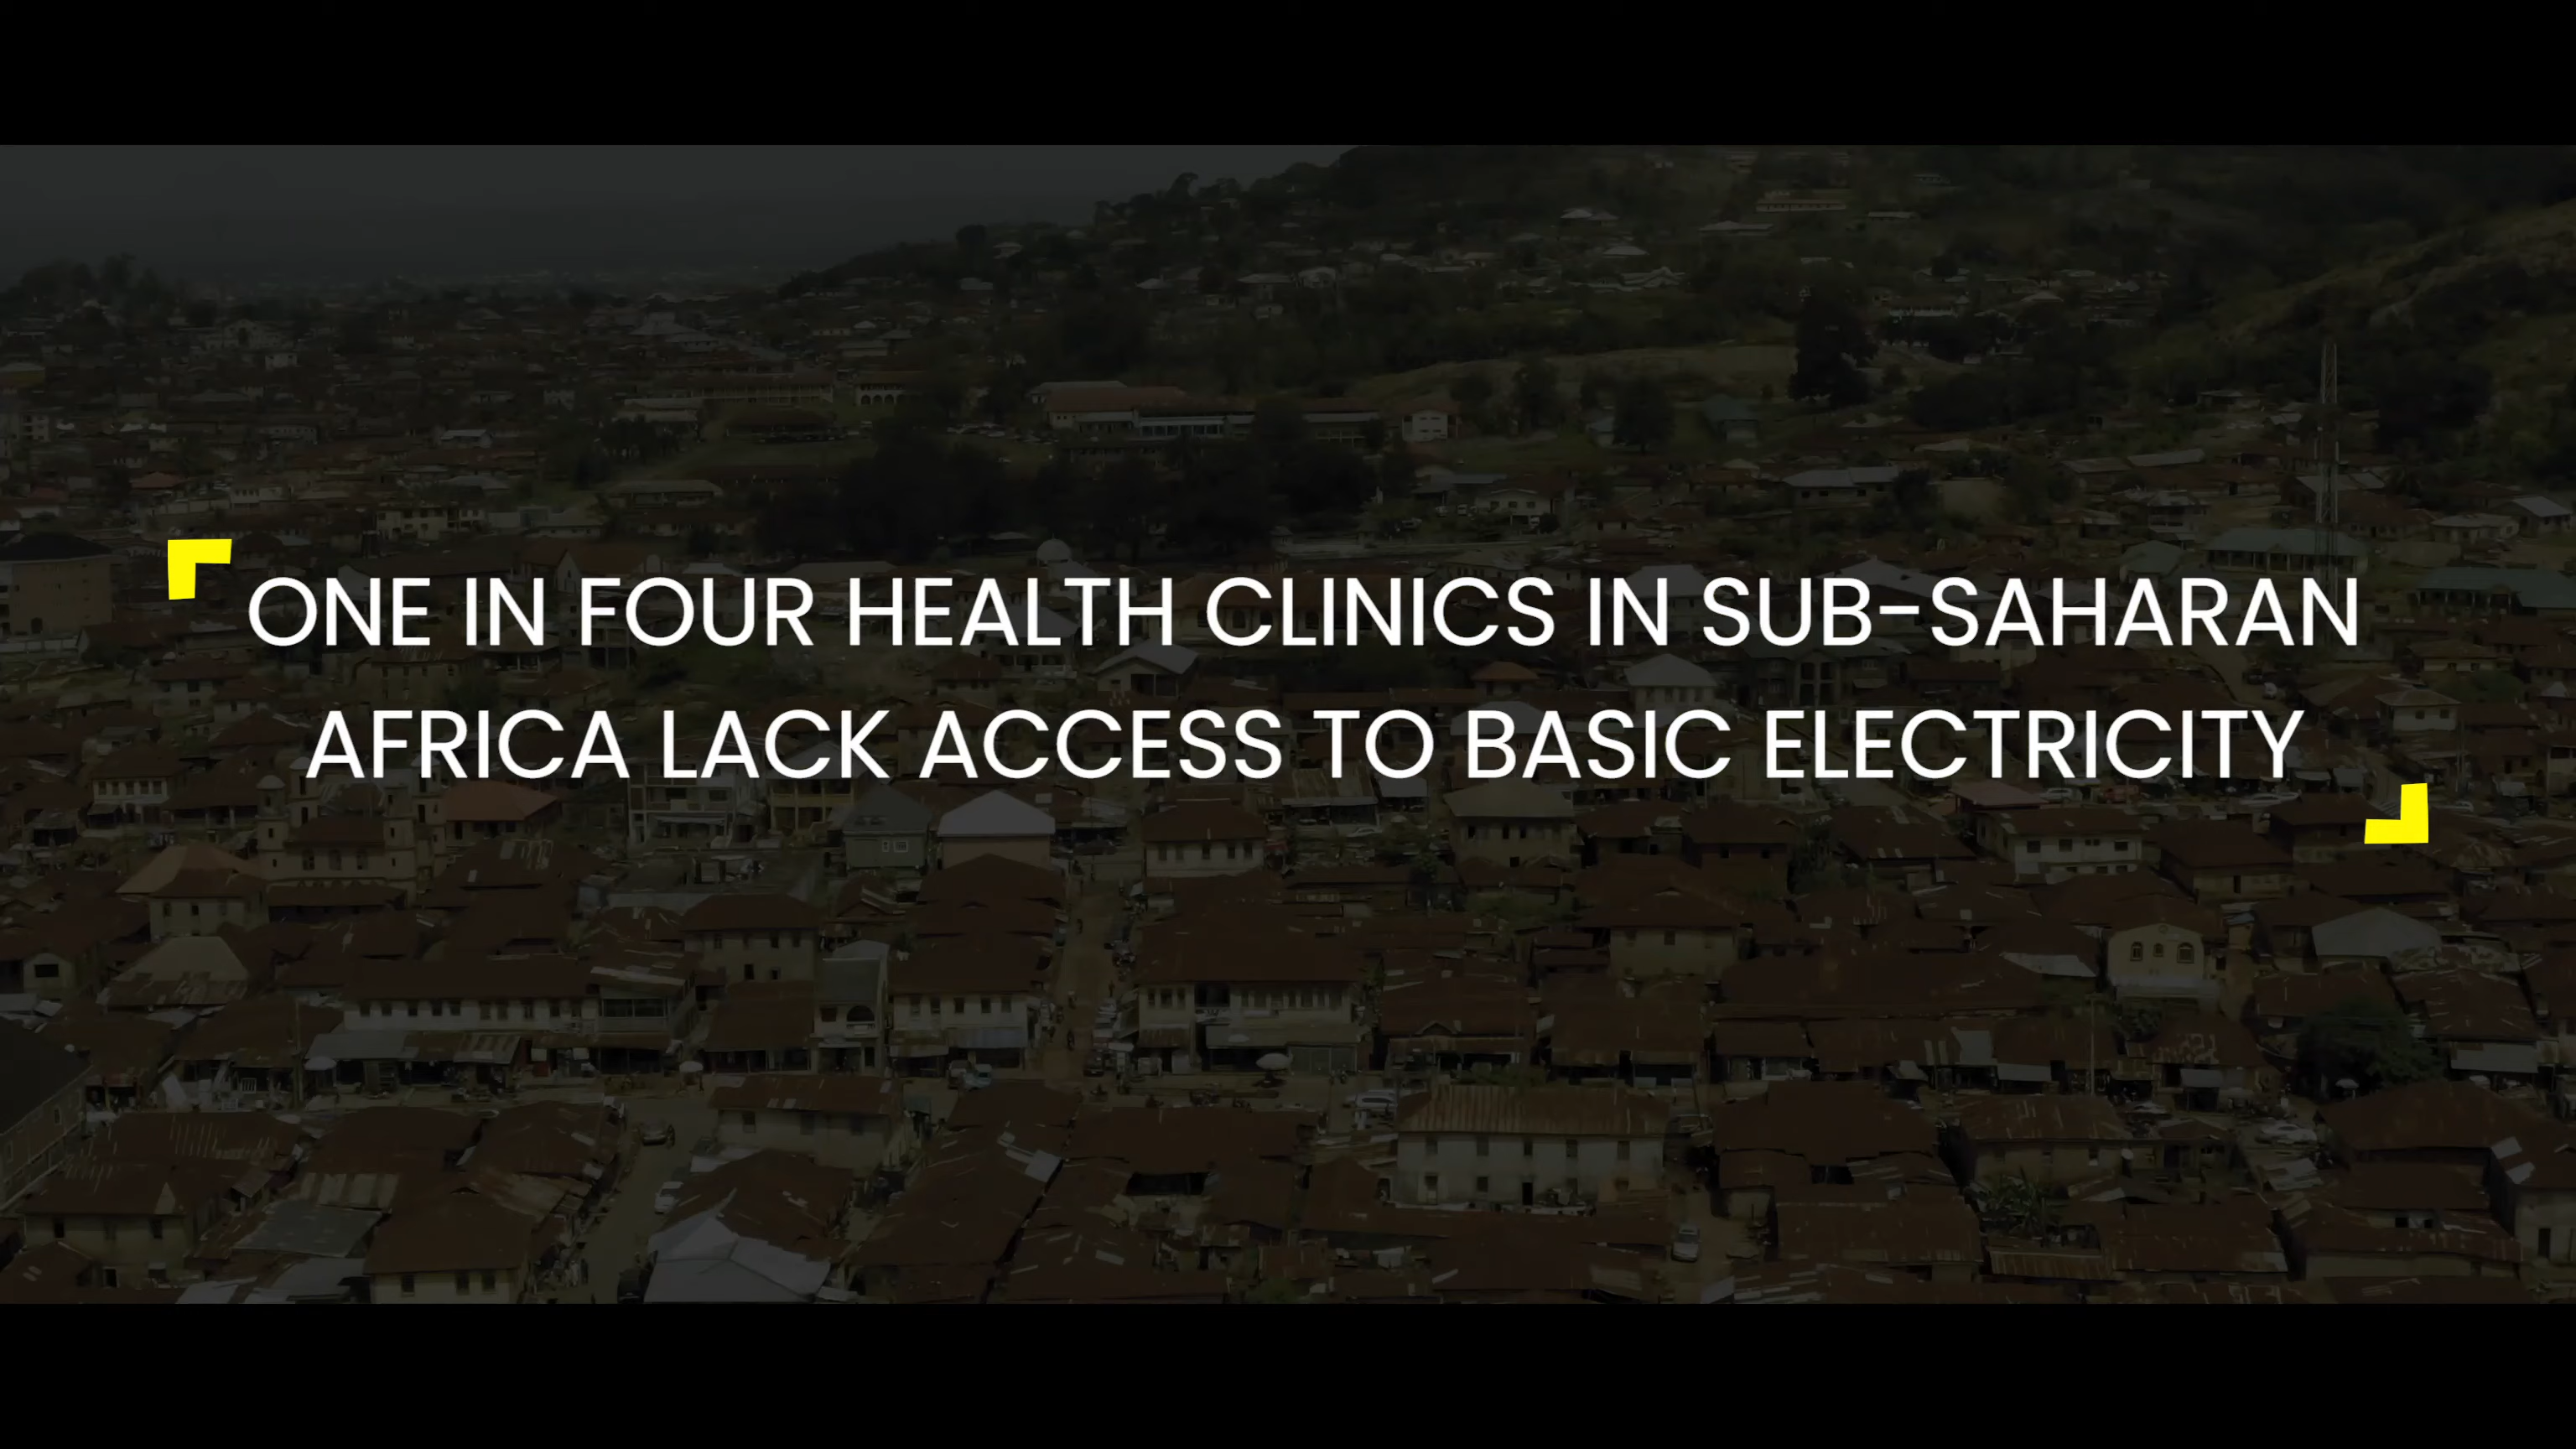 ONE IN FOUR HEALTH CLINICS IN SUB-SAHARAN
AFRICA LACK ACCESS TO BASIC ELECTRICITY